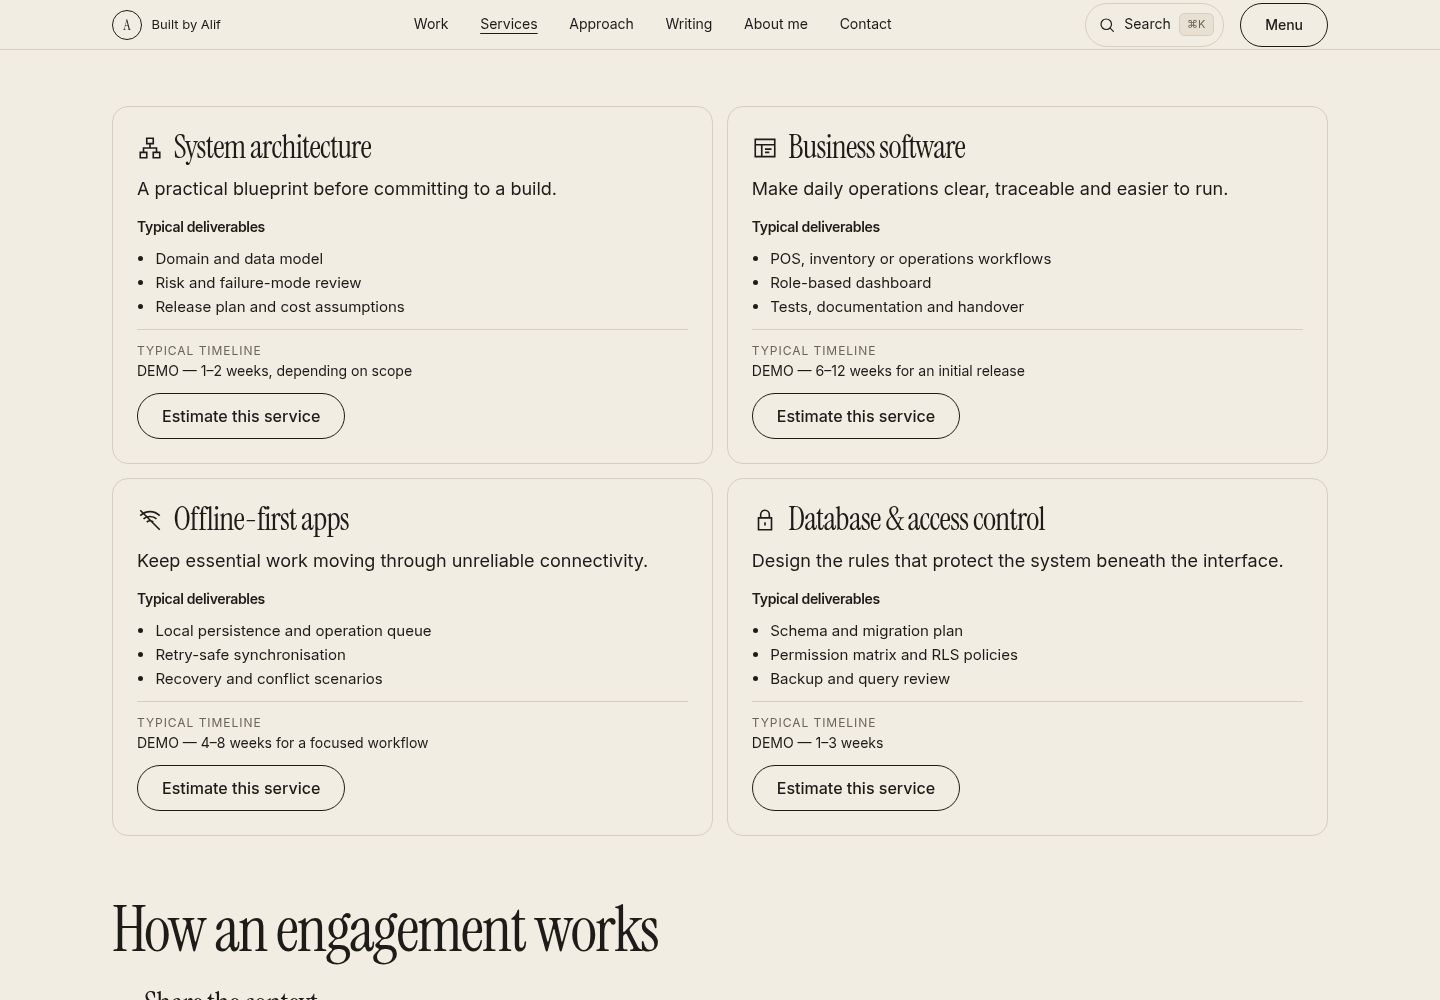 A Built by Alif
Work Services Approach Writing About me Contact
Search ⌘K Menu
System architecture
A practical blueprint before committing to a build.
Typical deliverables
• Domain and data model
• Risk and failure-mode review
• Release plan and cost assumptions
TYPICAL TIMELINE
DEMO — 1–2 weeks, depending on scope
Estimate this service
Business software
Make daily operations clear, traceable and easier to run.
Typical deliverables
• POS, inventory or operations workflows
• Role-based dashboard
• Tests, documentation and handover
TYPICAL TIMELINE
DEMO — 6–12 weeks for an initial release
Estimate this service
Offline-first apps
Keep essential work moving through unreliable connectivity.
Typical deliverables
• Local persistence and operation queue
• Retry-safe synchronisation
• Recovery and conflict scenarios
TYPICAL TIMELINE
DEMO — 4–8 weeks for a focused workflow
Estimate this service
Database & access control
Design the rules that protect the system beneath the interface.
Typical deliverables
• Schema and migration plan
• Permission matrix and RLS policies
• Backup and query review
TYPICAL TIMELINE
DEMO — 1–3 weeks
Estimate this service
How an engagement works
Share the context